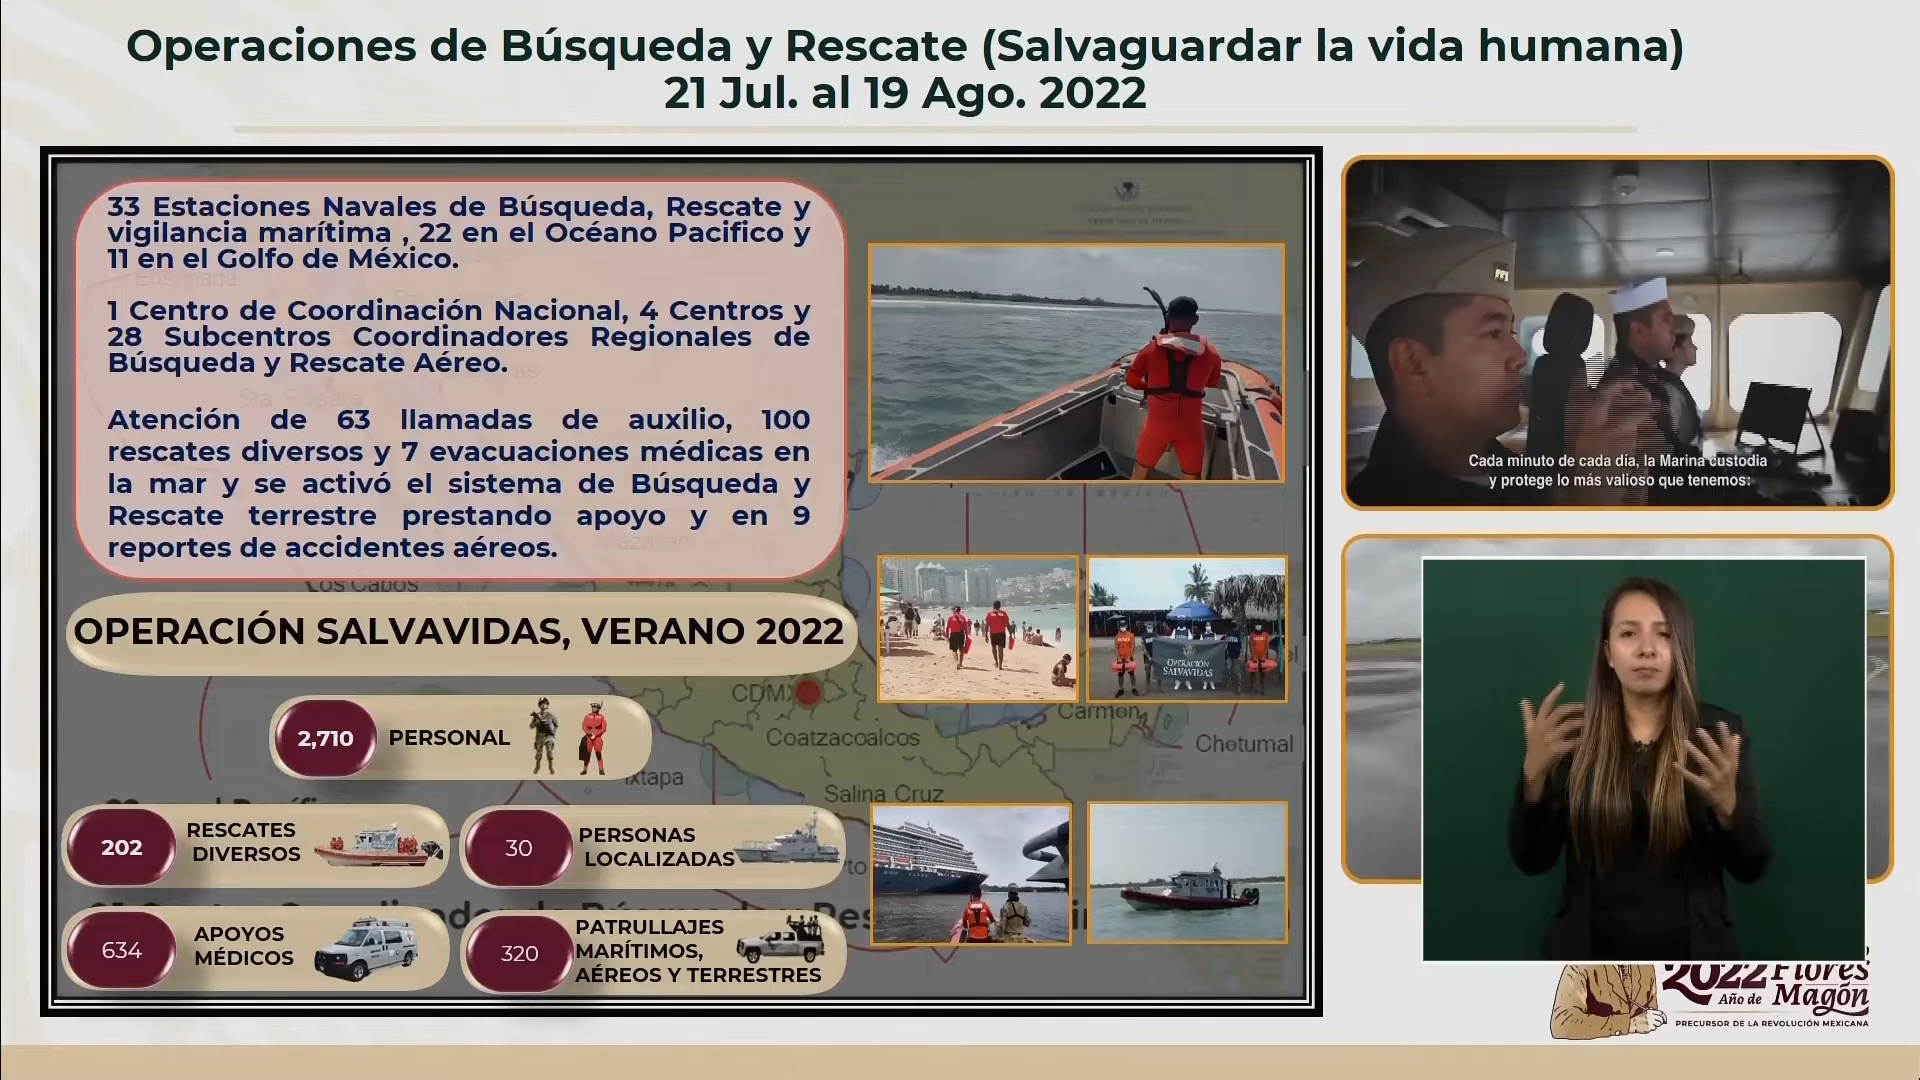 Operaciones de Búsqueda y Rescate (Salvaguardar la vida humana)
21 Jul. al 19 Ago. 2022
33 Estaciones Navales de Búsqueda, Rescate y
vigilancia marítima , 22 en el Océano Pacifico y
11 en el Golfo de México.
1 Centro de Coordinación Nacional, 4 Centros y
28 Subcentros Coordinadores Regionales de
Búsqueda y Rescate Aéreo.
Atención de 63 llamadas de auxilio, 100
rescates diversos y 7 evacuaciones médicas en
la mar y se activó el sistema de Búsqueda y
Rescate terrestre prestando apoyo y en 9
reportes de accidentes aéreos.
Los Cabos
OPERACIÓN SALVAVIDAS, VERANO 2022
2,710 PERSONAL
202 RESCATES
DIVERSOS
30 PERSONAS
LOCALIZADAS
634 APOYOS
MÉDICOS
320 PATRULLAJES
MARÍTIMOS,
AÉREOS Y TERRESTRES
CDMX
Coatzacoalcos
Carmen
Chetumal
Ixtapa
Salina Cruz
OPERACIÓN
SALVAVIDAS
Cada minuto de cada día, la Marina custodia
y protege lo más valioso que tenemos:
2022 Flores
Año de Magón
PRECURSOR DE LA REVOLUCIÓN MEXICANA